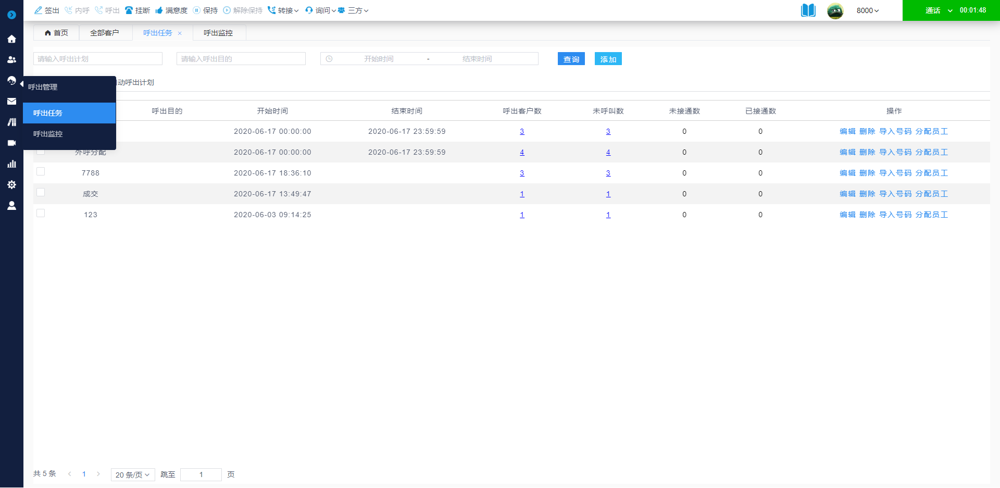 签出 内呼 呼出 挂断 满意度 保持 解除保持 转接 询问 三方 8000 通话 00:01:48
首页 全部客户 呼出任务 × 呼出监控
请输入呼出计划 请输入呼出目的 开始时间 - 结束时间 查询 添加
呼出管理 动呼出计划
呼出任务
呼出监控
呼出目的 开始时间 结束时间 呼出客户数 未呼叫数 未接通数 已接通数 操作
2020-06-17 00:00:00 2020-06-17 23:59:59 3 3 0 0 编辑 删除 导入号码 分配员工
外呼分配 2020-06-17 00:00:00 2020-06-17 23:59:59 4 4 0 0 编辑 删除 导入号码 分配员工
7788 2020-06-17 18:36:10 3 3 0 0 编辑 删除 导入号码 分配员工
成交 2020-06-17 13:49:47 1 1 0 0 编辑 删除 导入号码 分配员工
123 2020-06-03 09:14:25 1 1 0 0 编辑 删除 导入号码 分配员工
共 5 条 1 20 条/页 跳至 1 页